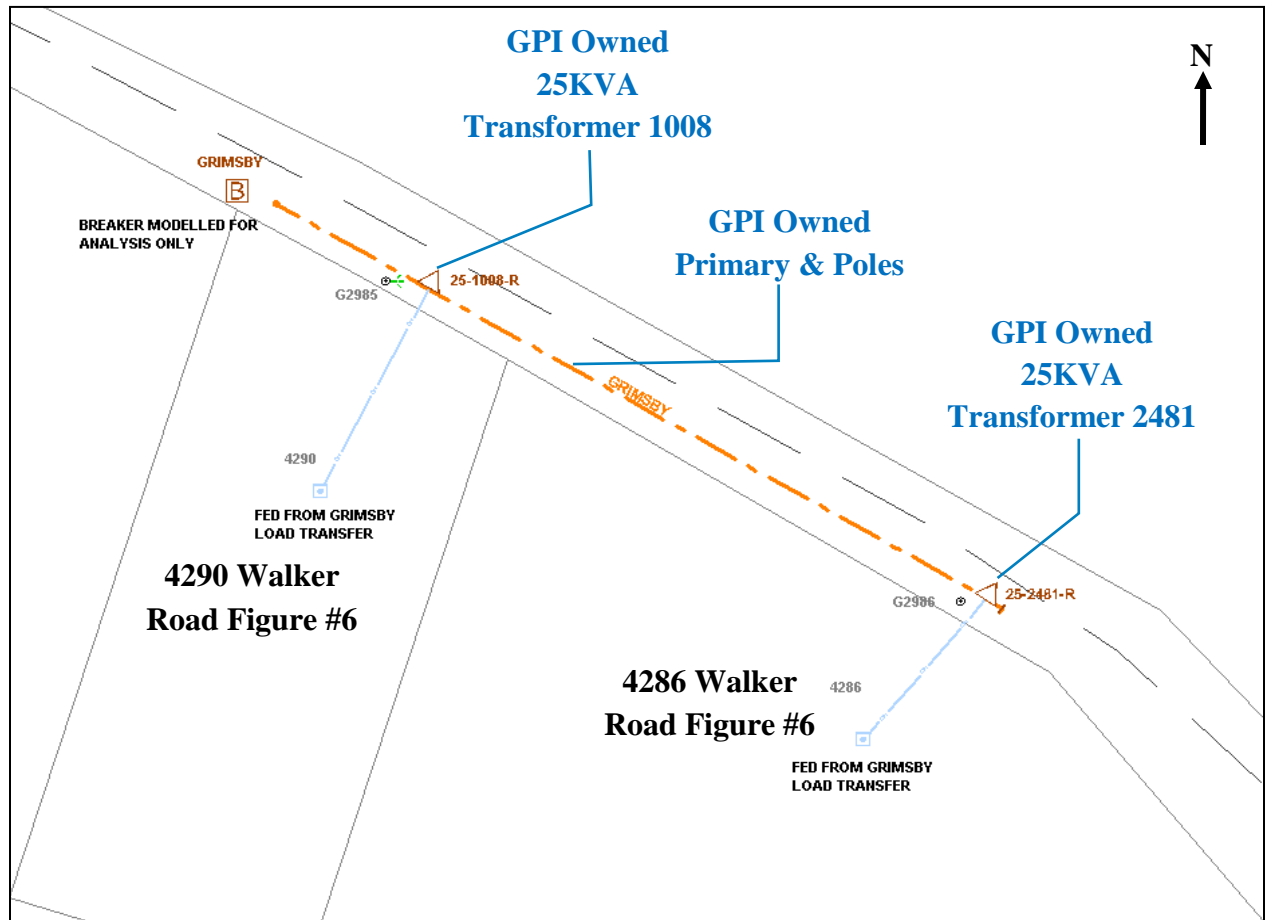 GPI Owned
25KVA
Transformer 1008
N
GRIMSBY
B
BREAKER MODELLED FOR
ANALYSIS ONLY
GPI Owned
Primary & Poles
25-1008-R
G2985
GPI Owned
25KVA
Transformer 2481
GRIMSBY
4290
FED FROM GRIMSBY
LOAD TRANSFER
4290 Walker
Road Figure #6
G2986
25-2481-R
4286 Walker
Road Figure #6
4286
FED FROM GRIMSBY
LOAD TRANSFER